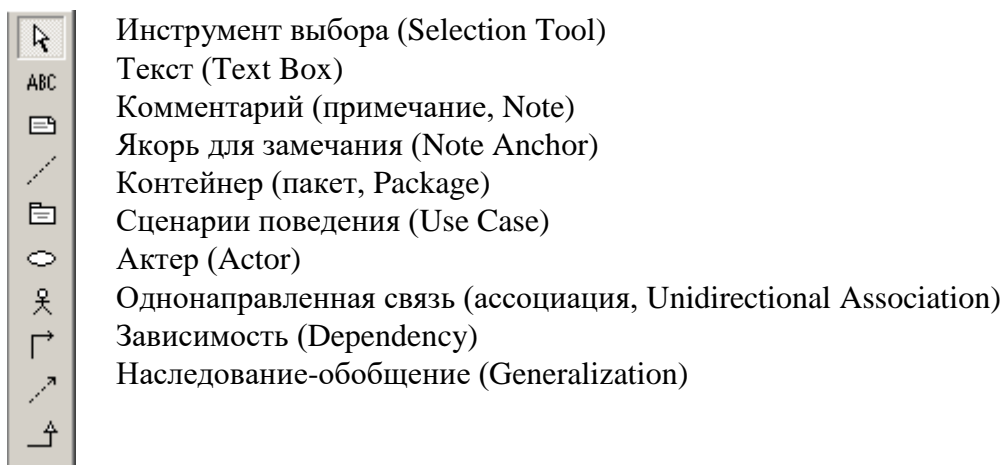 Инструмент выбора (Selection Tool)
ABC
Текст (Text Box)
Комментарий (примечание, Note)
Якорь для замечания (Note Anchor)
Контейнер (пакет, Package)
Сценарии поведения (Use Case)
Актер (Actor)
Однонаправленная связь (ассоциация, Unidirectional Association)
Зависимость (Dependency)
Наследование-обобщение (Generalization)